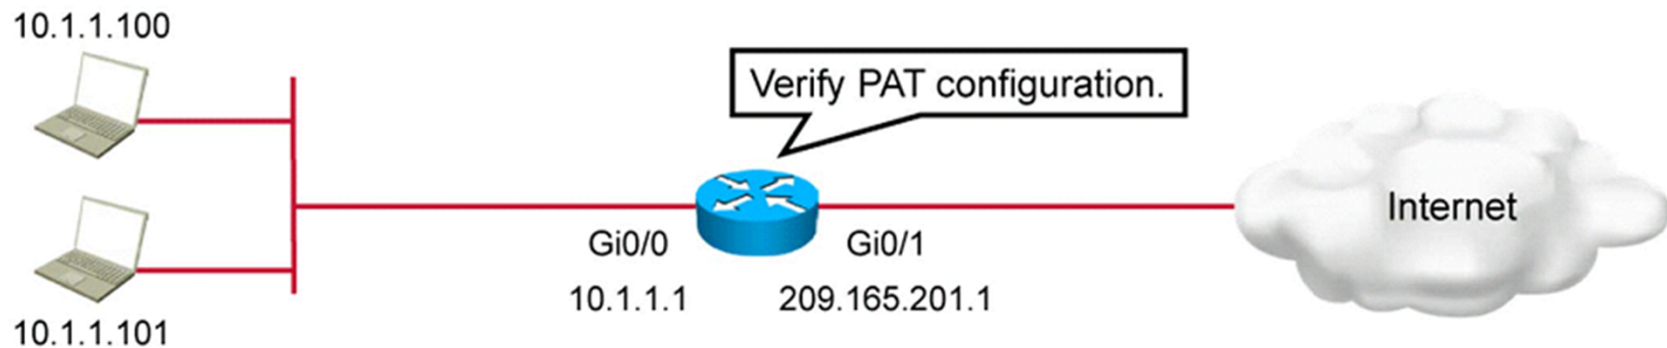 10.1.1.100
Verify PAT configuration.
Internet
Gi0/0
Gi0/1
10.1.1.1
209.165.201.1
10.1.1.101